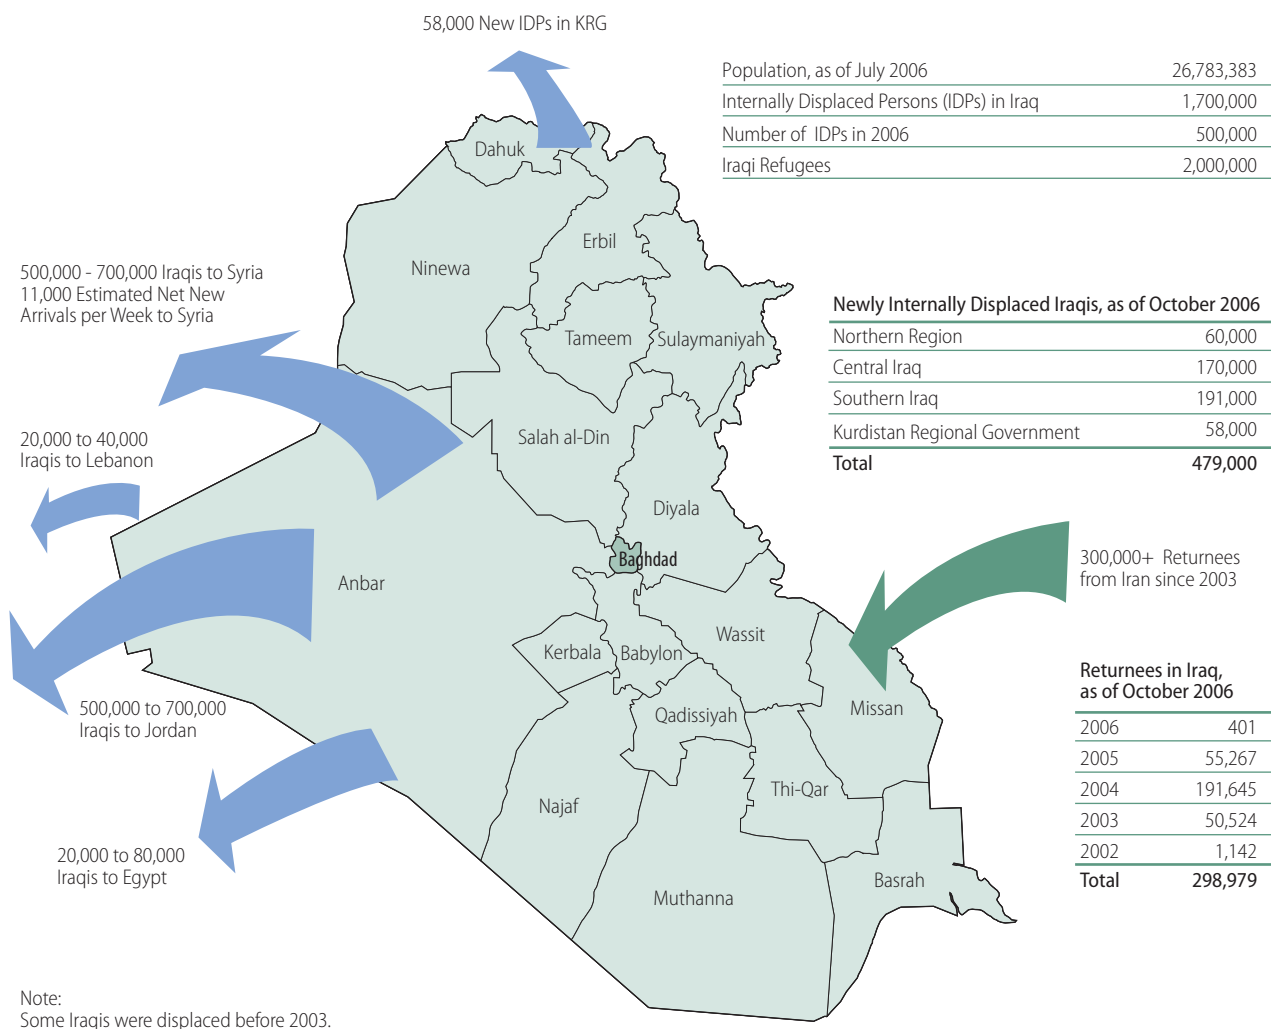 58,000 New IDPs in KRG
Population, as of July 2006 26,783,383
Internally Displaced Persons (IDPs) in Iraq 1,700,000
Number of IDPs in 2006 500,000
Iraqi Refugees 2,000,000
Dahuk
Erbil
Ninewa
500,000 - 700,000 Iraqis to Syria
11,000 Estimated Net New
Arrivals per Week to Syria
Tameem
Sulaymaniyah
Newly Internally Displaced Iraqis, as of October 2006
Northern Region 60,000
Central Iraq 170,000
Southern Iraq 191,000
Kurdistan Regional Government 58,000
Total 479,000
20,000 to 40,000
Iraqis to Lebanon
Salah al-Din
Diyala
Baghdad
Anbar
300,000+ Returnees
from Iran since 2003
Wassit
Kerbala
Babylon
Qadissiyah
Missan
500,000 to 700,000
Iraqis to Jordan
Returnees in Iraq,
as of October 2006
2006 401
2005 55,267
2004 191,645
2003 50,524
2002 1,142
Total 298,979
Thi-Qar
Najaf
20,000 to 80,000
Iraqis to Egypt
Muthanna
Basrah
Note:
Some Iraqis were displaced before 2003.